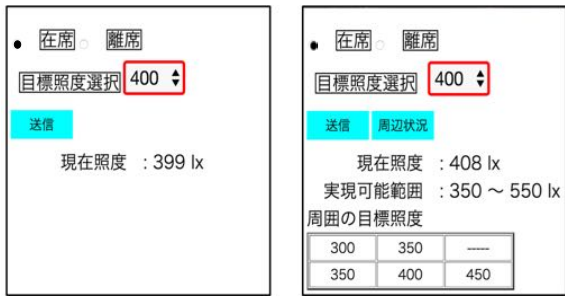 在席 離席
目標照度選択 400
送信
現在照度 : 399 lx
在席 離席
目標照度選択 400
送信 周辺状況
現在照度 : 408 lx
実現可能範囲 : 350 ～ 550 lx
周囲の目標照度
300 350 -----
350 400 450